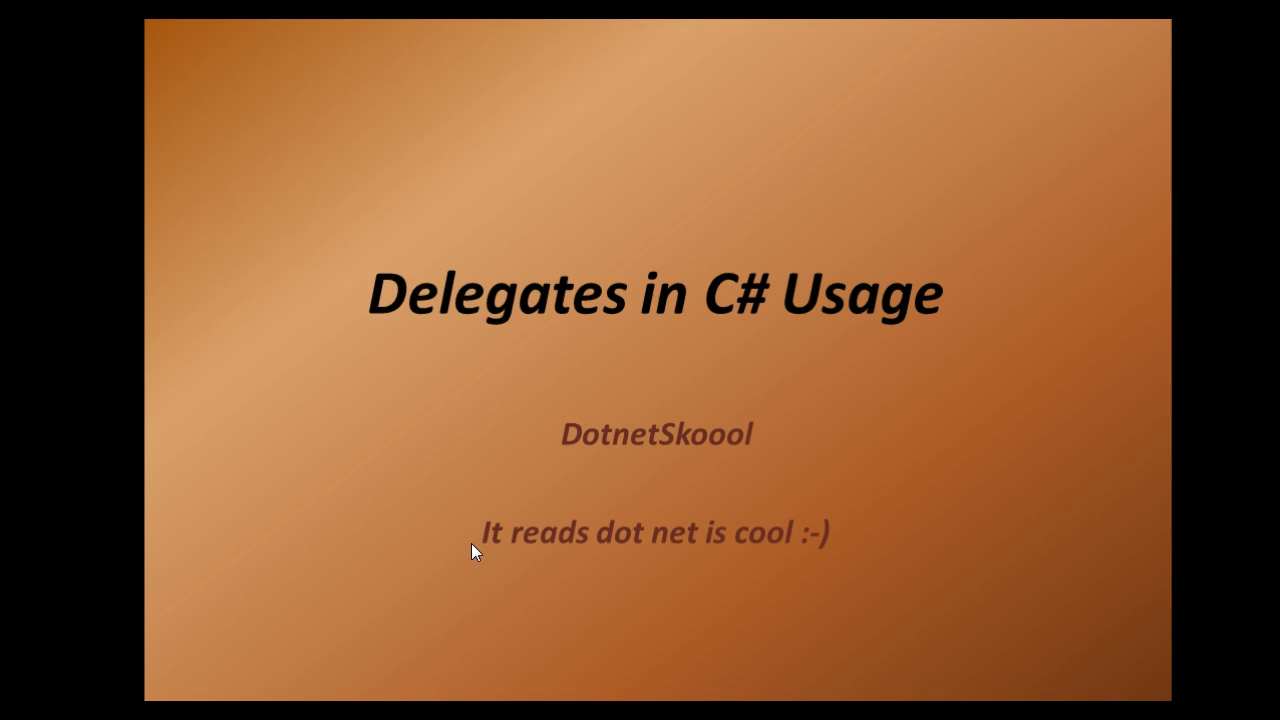 Delegates in C# Usage
DotnetSkoool
It reads dot net is cool :-)